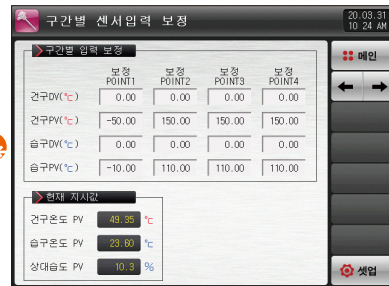 구간별 센서입력 보정
20.03.31
10 24 AM
구간별 입력 보정
보정 POINT1 보정 POINT2 보정 POINT3 보정 POINT4
건구DV(℃) 0.00 0.00 0.00 0.00
건구PV(℃) -50.00 150.00 150.00 150.00
습구DV(℃) 0.00 0.00 0.00 0.00
습구PV(℃) -10.00 110.00 110.00 110.00
현재 지시값
건구온도 PV 49.35 ℃
습구온도 PV 23.60 ℃
상대습도 PV 10.3 %
메인
셋업